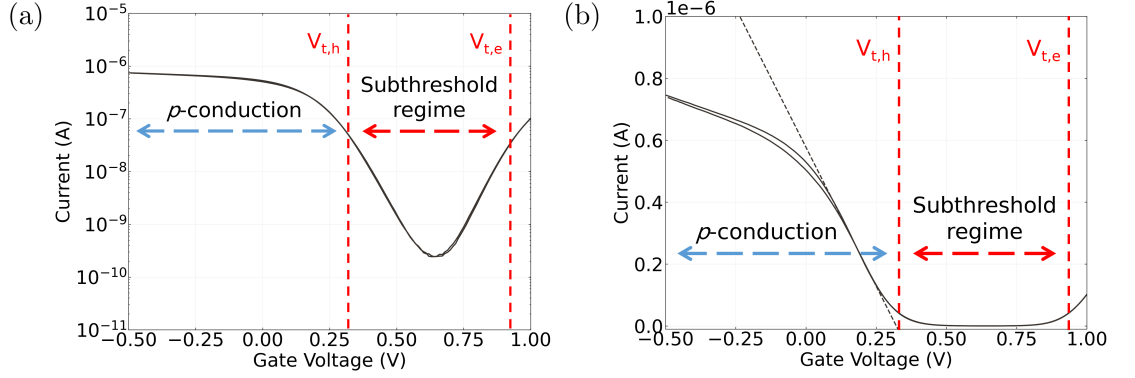 (a)
10⁻⁵
10⁻⁶
10⁻⁷
10⁻⁸
10⁻⁹
10⁻¹⁰
10⁻¹¹
Current (A)
V_t,h
V_t,e
Subthreshold
regime
p-conduction
−0.50 −0.25 0.00 0.25 0.50 0.75 1.00
Gate Voltage (V)
(b)
1e−6
1.0
0.8
0.6
0.4
0.2
0.0
Current (A)
V_t,h
V_t,e
Subthreshold
regime
p-conduction
−0.50 −0.25 0.00 0.25 0.50 0.75 1.00
Gate Voltage (V)